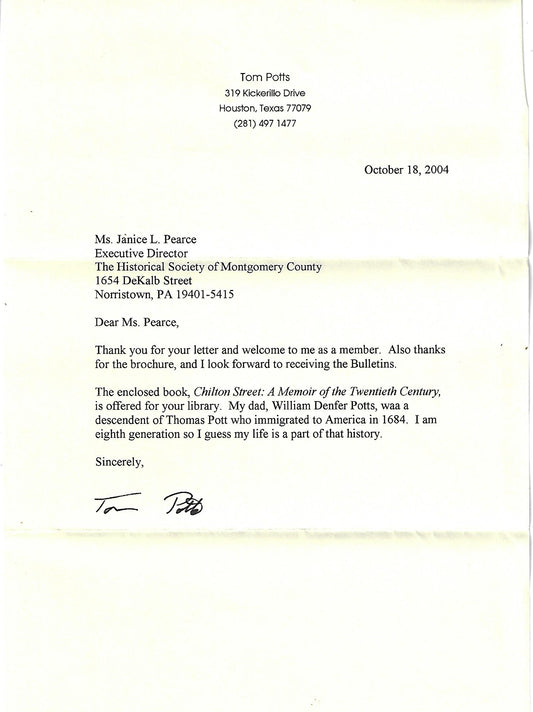 Tom Potts
319 Kickerillo Drive
Houston, Texas 77079
(281) 497 1477
October 18, 2004
Ms. Janice L. Pearce
Executive Director
The Historical Society of Montgomery County
1654 DeKalb Street
Norristown, PA 19401-5415
Dear Ms. Pearce,
Thank you for your letter and welcome to me as a member. Also thanks
for the brochure, and I look forward to receiving the Bulletins.
The enclosed book, Chilton Street: A Memoir of the Twentieth Century,
is offered for your library. My dad, William Denfer Potts, waa a
descendent of Thomas Pott who immigrated to America in 1684. I am
eighth generation so I guess my life is a part of that history.
Sincerely,
Tom Potts